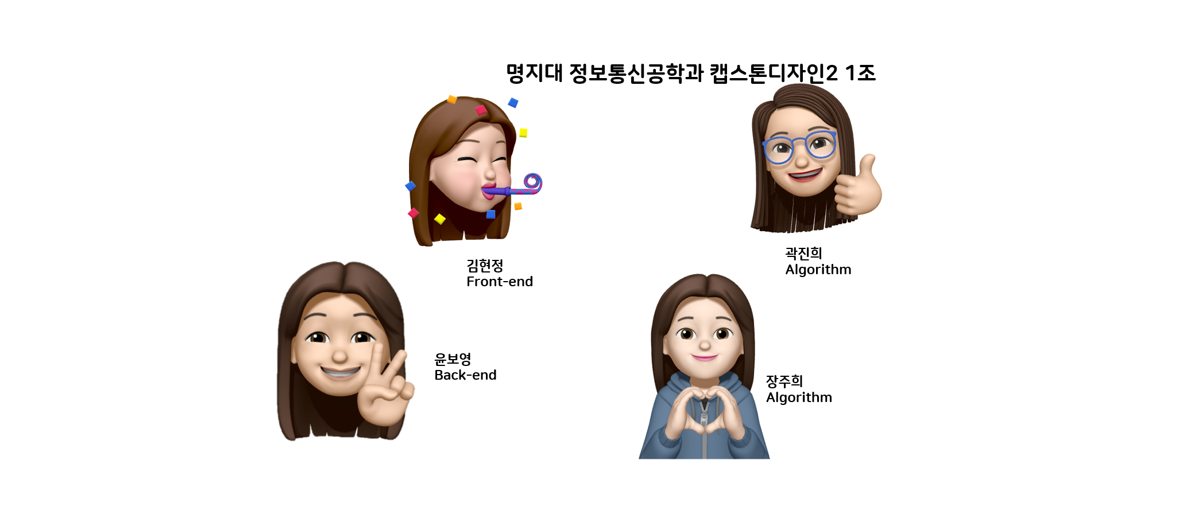 명지대 정보통신공학과 캡스톤디자인2 1조
김현정
Front-end
곽진희
Algorithm
윤보영
Back-end
장주희
Algorithm